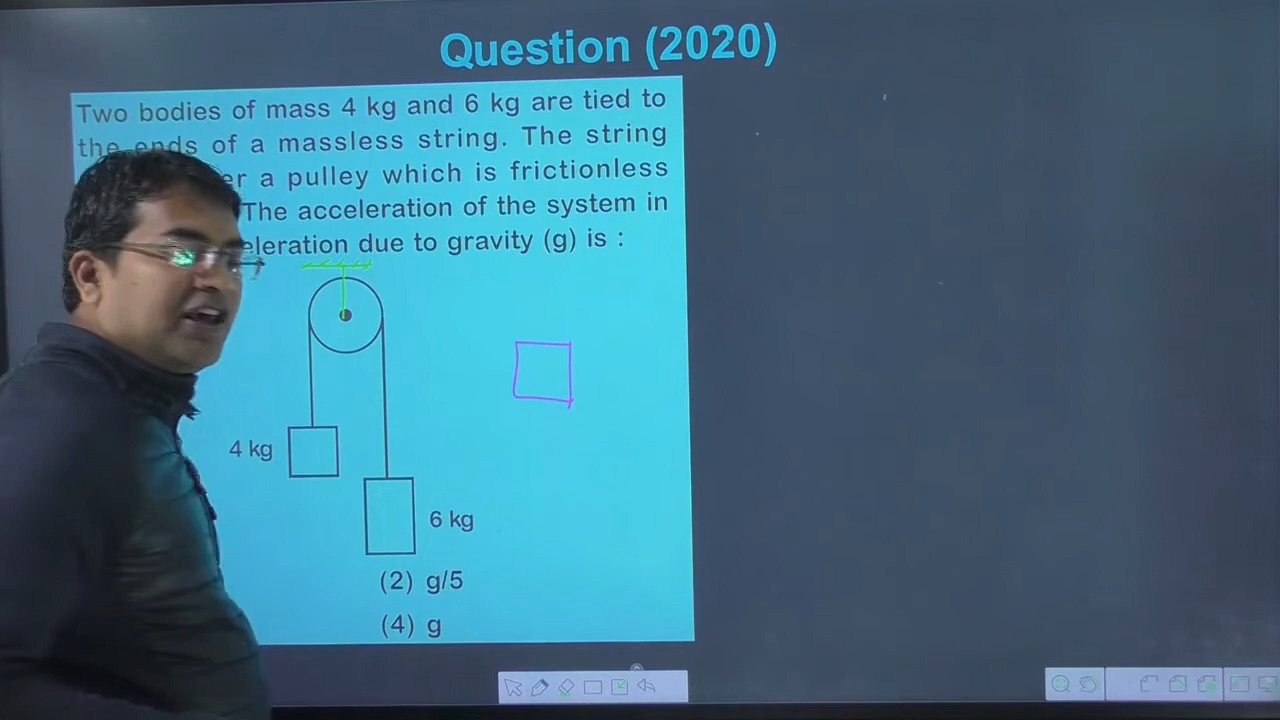 Question (2020)
Two bodies of mass 4 kg and 6 kg are tied to
the ends of a massless string. The string
a pulley which is frictionless
The acceleration of the system in
due to gravity (g) is :
4 kg
6 kg
(2) g/5
(4) g